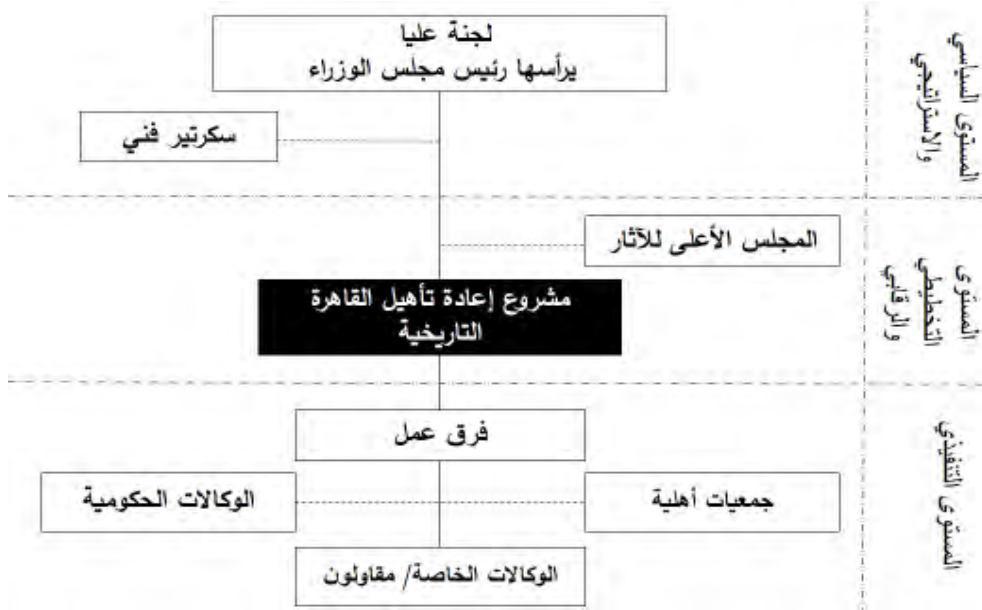 لجنة عليا
يرأسها رئيس مجلس الوزراء
سكرتير فني
المستوى السياسي
والاستراتيجي
المجلس الأعلى للآثار
مشروع إعادة تأهيل القاهرة
التاريخية
المستوى
التخطيطي
والرقابي
فرق عمل
جمعيات أهلية
الوكالات الحكومية
الوكالات الخاصة/ مقاولون
المستوى التنفيذي